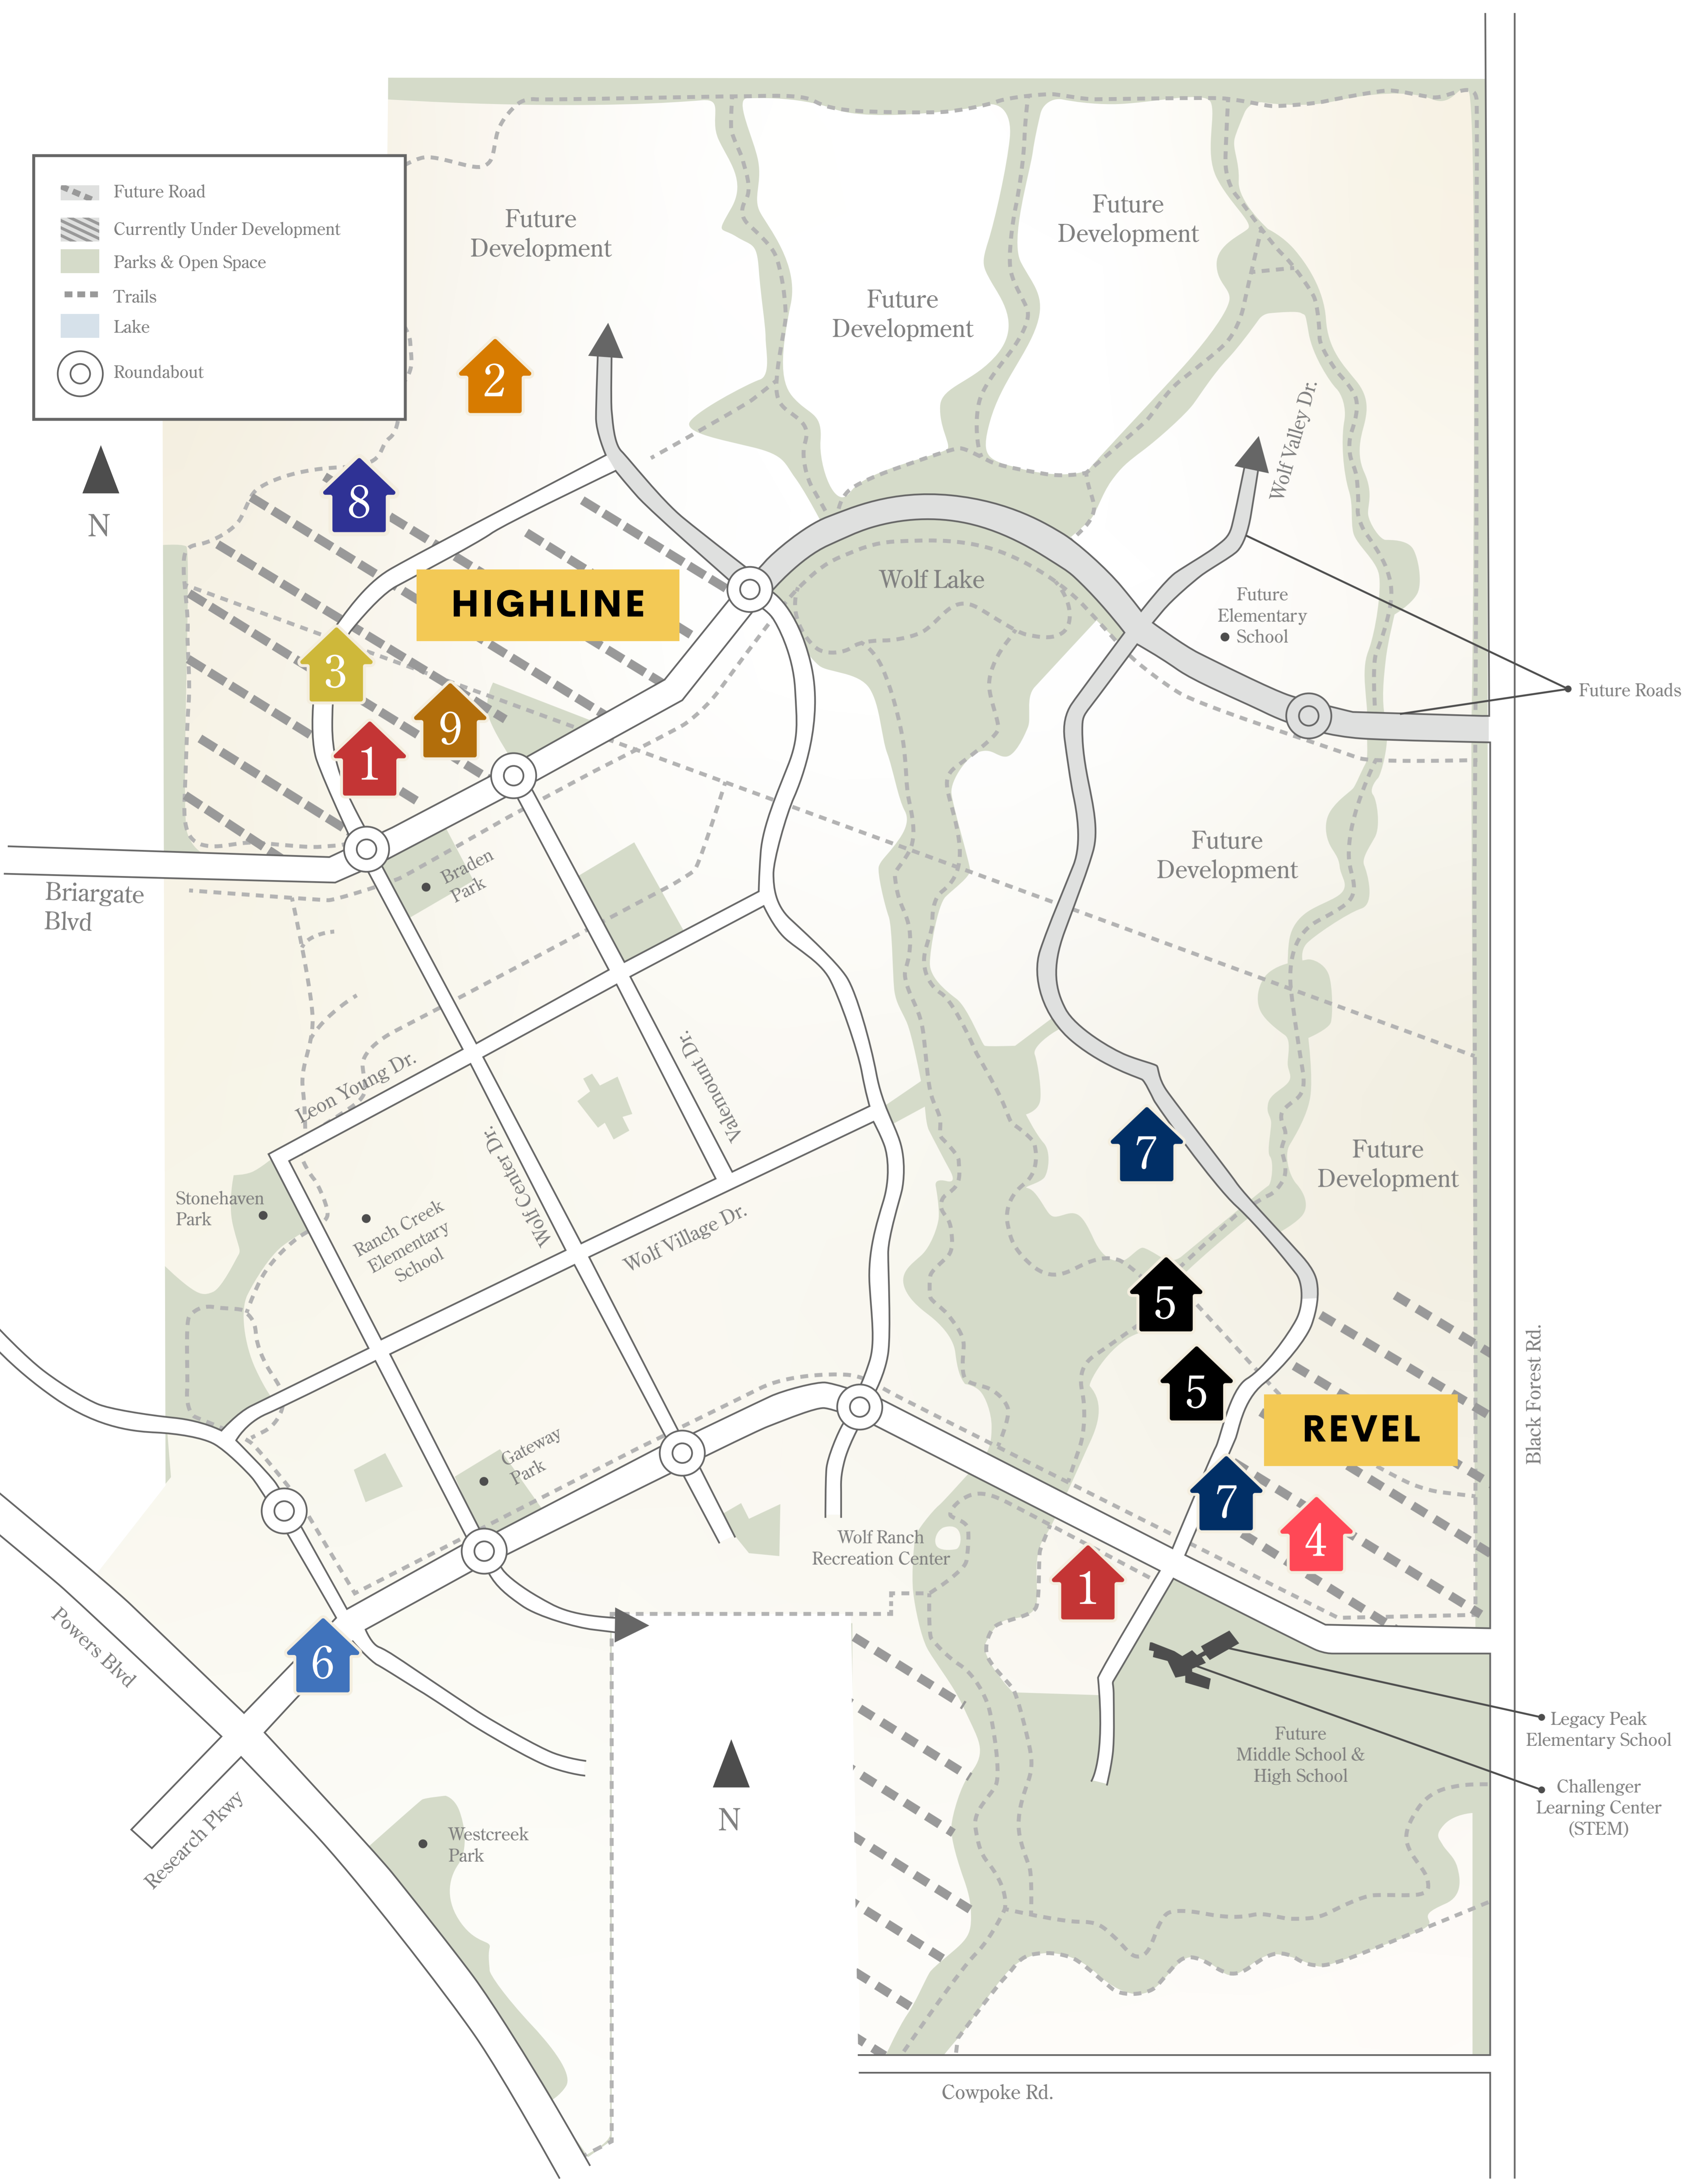 Future Road
Currently Under Development
Parks & Open Space
Trails
Lake
Roundabout
N
Future
Development
Future
Development
Future
Development
2
8
HIGHLINE
3
9
1
Wolf Lake
Wolf Valley Dr.
Future
Elementary
School
Future Roads
Briargate
Blvd
Braden
Park
Future
Development
Leon Young Dr.
Valemount Dr.
Wolf Center Dr.
Stonehaven
Park
Ranch Creek
Elementary
School
Wolf Village Dr.
7
Future
Development
5
5
REVEL
Black Forest Rd.
Gateway
Park
7
4
Wolf Ranch
Recreation Center
1
6
Powers Blvd
Research Pkwy
N
Westcreek
Park
Future
Middle School &
High School
Legacy Peak
Elementary School
Challenger
Learning Center
(STEM)
Cowpoke Rd.